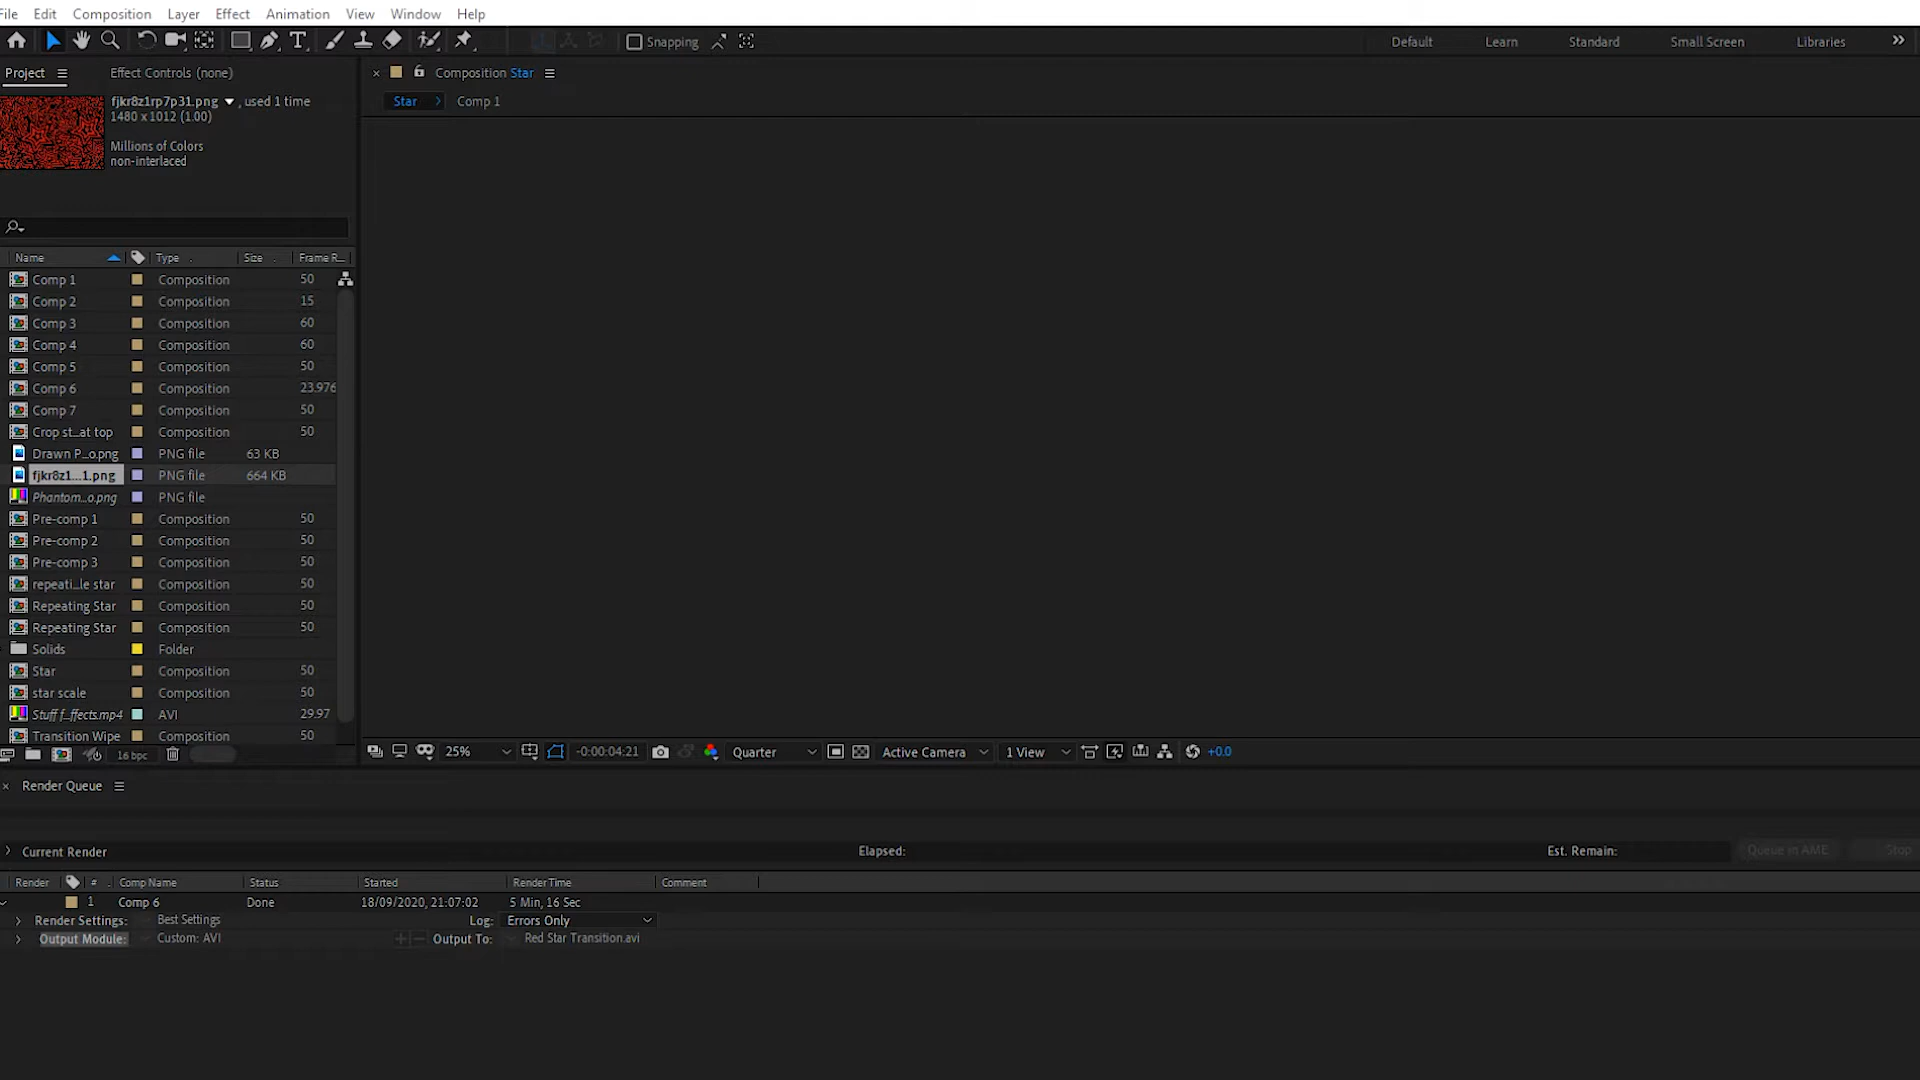 File Edit Composition Layer Effect Animation View Window Help
Snapping Default Learn Standard Small Screen Libraries
Project Effect Controls (none) Composition Star
fjkr8z1rp7p31.png , used 1 time
1480 x 1012 (1.00)
Millions of Colors
non-interlaced
Star Comp 1
Name Type Size Frame R...
Comp 1 Composition 50
Comp 2 Composition 15
Comp 3 Composition 60
Comp 4 Composition 60
Comp 5 Composition 50
Comp 6 Composition 23.976
Comp 7 Composition 50
Crop st...at top Composition 50
Drawn P...o.png PNG file 63 KB
fjkr8z1...1.png PNG file 664 KB
Phantom...o.png PNG file
Pre-comp 1 Composition 50
Pre-comp 2 Composition 50
Pre-comp 3 Composition 50
repeati...le star Composition 50
Repeating Star Composition 50
Repeating Star Composition 50
Solids Folder
Star Composition 50
star scale Composition 50
Stuff f...ffects.mp4 AVI 29.97
Transition Wipe Composition 50
16 bpc
25% -0:00:04:21 Quarter Active Camera 1 View +0.0
Render Queue
Current Render Elapsed: Est. Remain: Queue in AME Stop
Render # Comp Name Status Started Render Time Comment
1 Comp 6 Done 18/09/2020, 21:07:02 5 Min, 16 Sec
Render Settings: Best Settings Log: Errors Only
Output Module: Custom: AVI + − Output To: Red Star Transition.avi